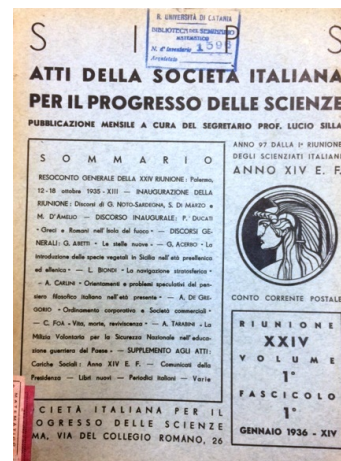 R. UNIVERSITÀ DI CATANIA
BIBLIOTECA DEL SEMINARIO
MATEMATICO
N. d'inventario 1598
S I P S
ATTI DELLA SOCIETÀ ITALIANA
PER IL PROGRESSO DELLE SCIENZE
PUBBLICAZIONE MENSILE A CURA DEL SEGRETARIO PROF. LUCIO SILLA
SOMMARIO
RESOCONTO GENERALE DELLA XXIV RIUNIONE: Palermo,
12-18 ottobre 1935 - XIII — INAUGURAZIONE DELLA
RIUNIONE: Discorsi di G. NOTO-SARDEGNA, S. DI MARZO e
M. D'AMELIO — DISCORSO INAUGURALE: P. DUCATI
• Greci e Romani nell'isola del fuoco • — DISCORSI GE-
NERALI: G. ABETTI • Le stelle nuove • — G. ACERBO • La
introduzione delle specie vegetali in Sicilia nell'età preellenica
ed ellenica • — L. BIONDI • La navigazione stratosferica •
— A. CARLINI • Orientamenti e problemi speculativi del pen-
siero filosofico italiano nell'età presente • — A. DE GRE-
GORIO • Ordinamento corporativo e Società commerciali •
— C. FOÀ • Vita, morte, reviviscenza • — A. TARABINI • La
Milizia Volontaria per la Sicurezza Nazionale nell'educa-
zione guerriera del Paese • — SUPPLEMENTO AGLI ATTI:
Cariche Sociali: Anno XIV E. F. — Comunicati della
Presidenza — Libri nuovi — Periodici italiani — Varie
ANNO 97 DALLA Iª RIUNIONE
DEGLI SCIENZIATI ITALIANI
ANNO XIV E. F.
CONTO CORRENTE POSTALE
RIUNIONE
XXIV
VOLUME
1°
FASCICOLO
1°
GENNAIO 1936 - XIV
CIETÀ ITALIANA PER IL
OGRESSO DELLE SCIENZE
MA, VIA DEL COLLEGIO ROMANO, 26